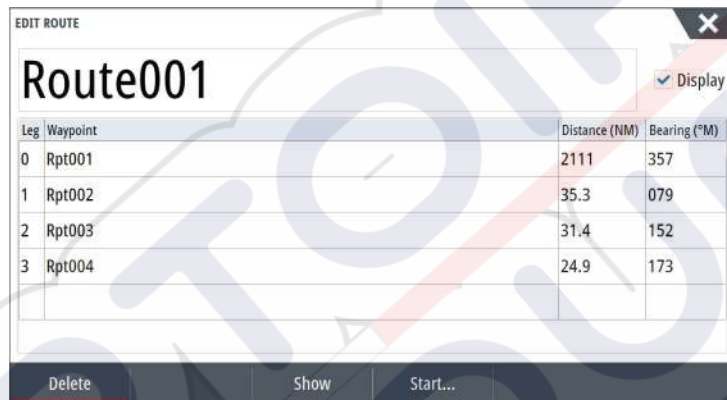 EDIT ROUTE
Route001
Display
Leg Waypoint Distance (NM) Bearing (°M)
0 Rpt001 2111 357
1 Rpt002 35.3 079
2 Rpt003 31.4 152
3 Rpt004 24.9 173
Delete Show Start...